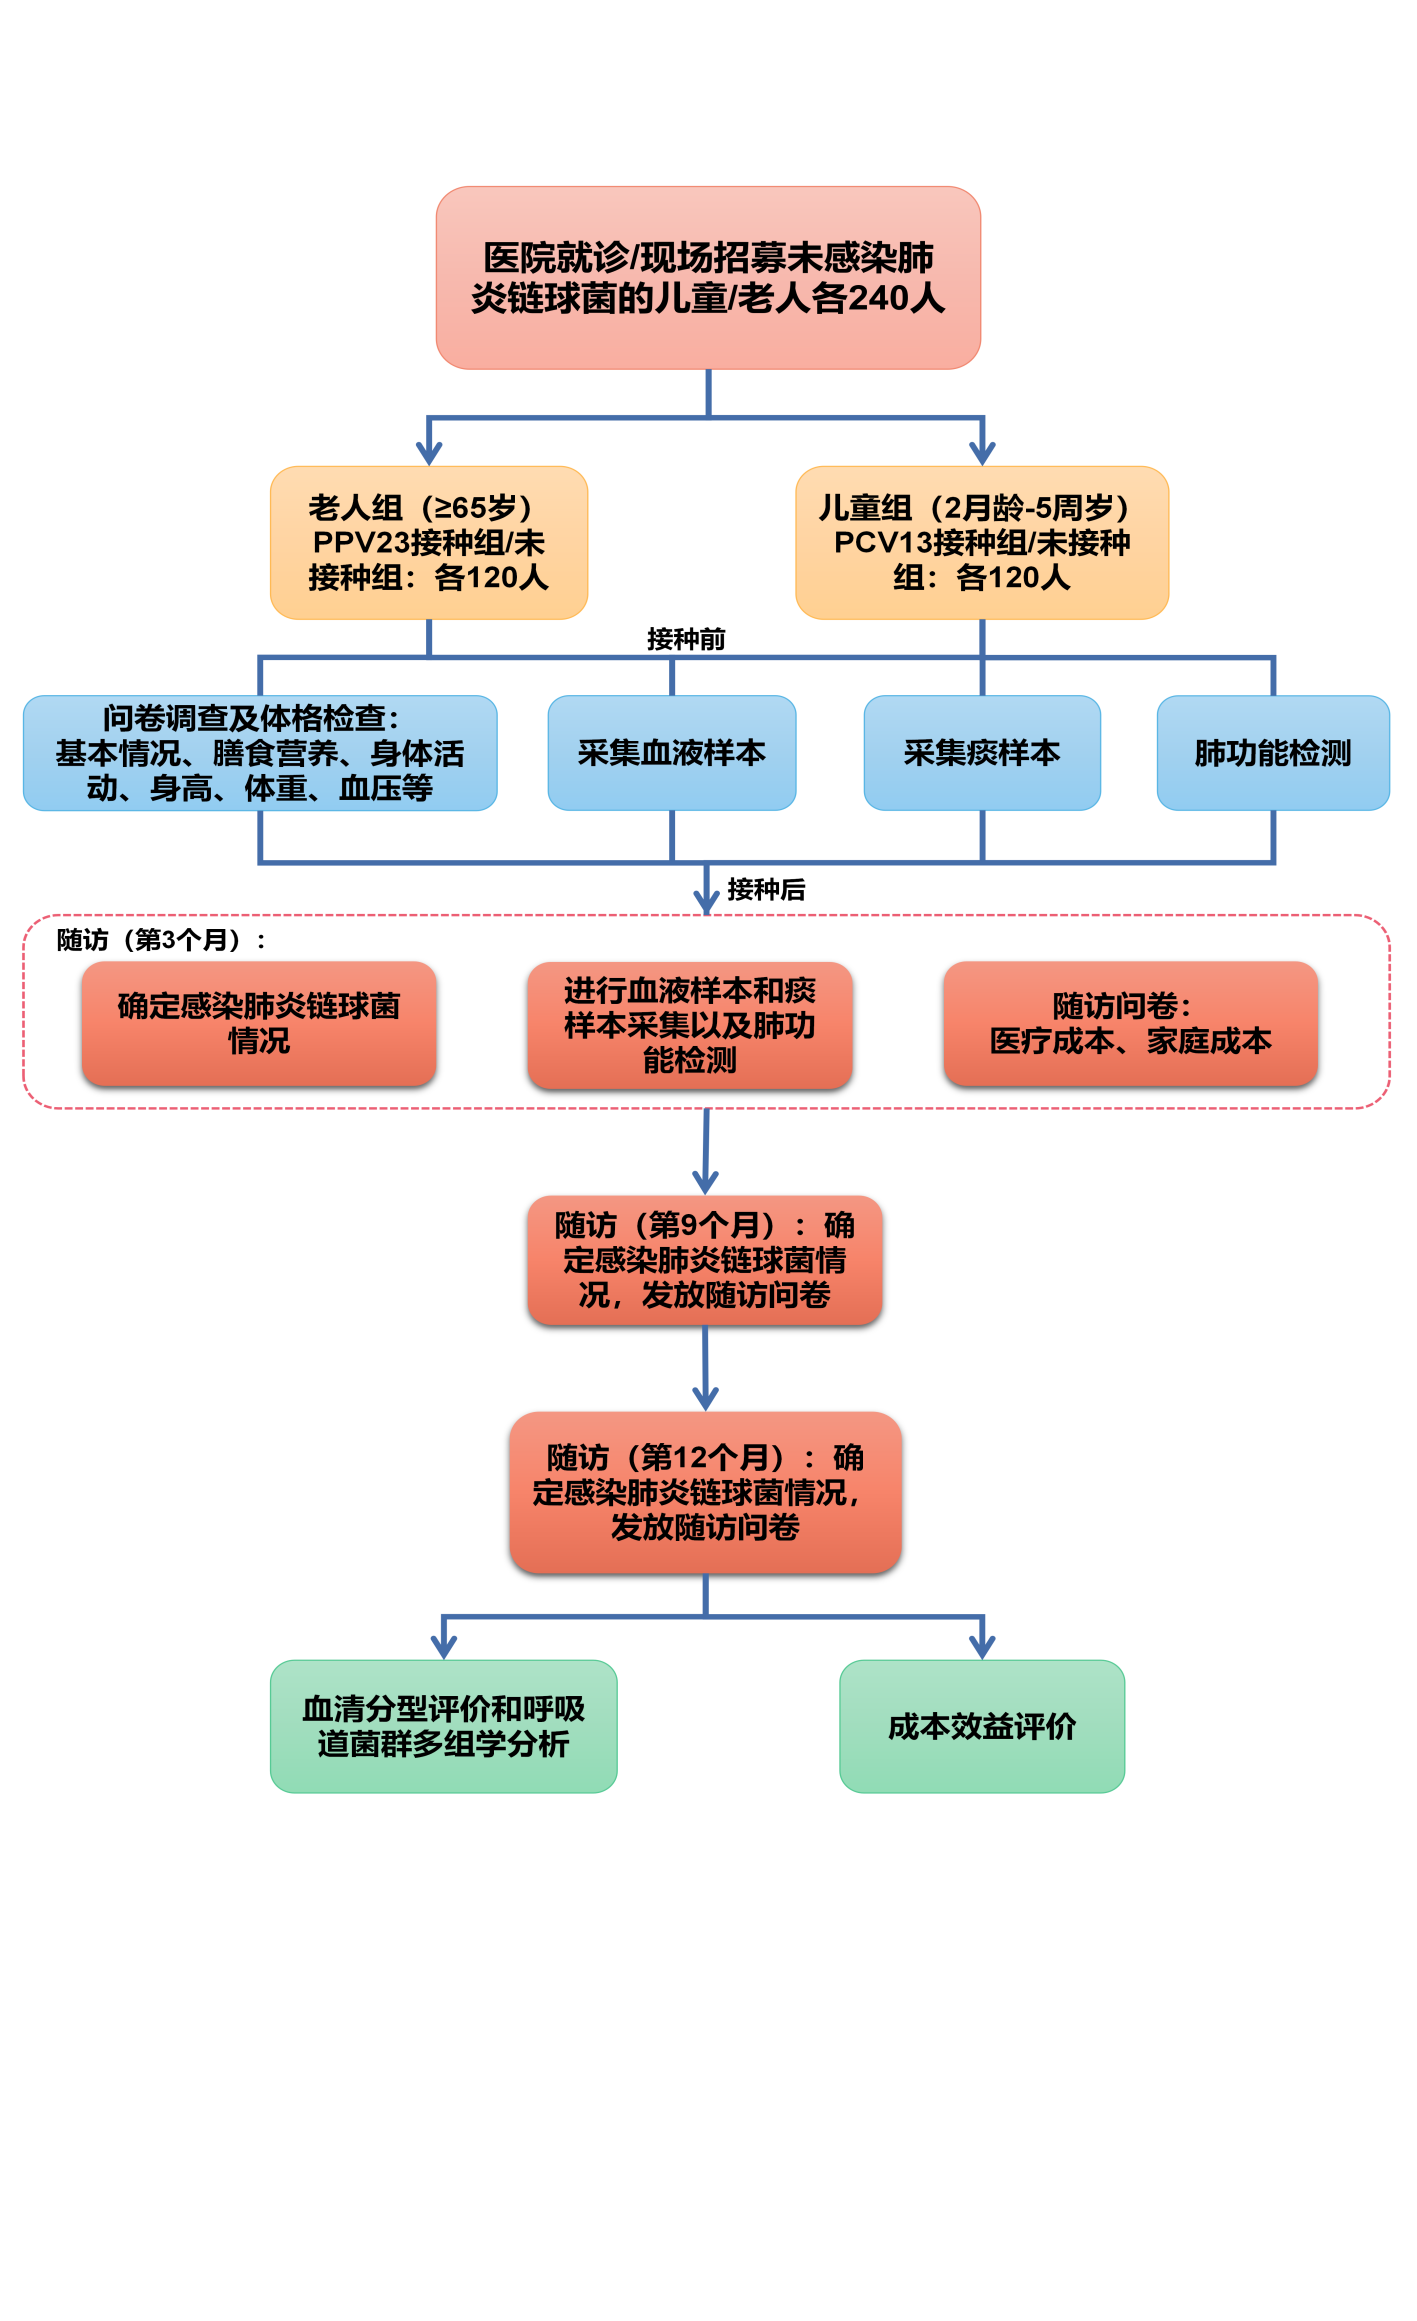 医院就诊/现场招募未感染肺
炎链球菌的儿童/老人各240人
老人组（≥65岁）
PPV23接种组/未
接种组：各120人
儿童组（2月龄-5周岁）
PCV13接种组/未接种
组：各120人
接种前
问卷调查及体格检查：
基本情况、膳食营养、身体活
动、身高、体重、血压等
采集血液样本
采集痰样本
肺功能检测
接种后
随访（第3个月）：
确定感染肺炎链球菌
情况
进行血液样本和痰
样本采集以及肺功
能检测
随访问卷：
医疗成本、家庭成本
随访（第9个月）：确
定感染肺炎链球菌情
况，发放随访问卷
随访（第12个月）：确
定感染肺炎链球菌情况，
发放随访问卷
血清分型评价和呼吸
道菌群多组学分析
成本效益评价